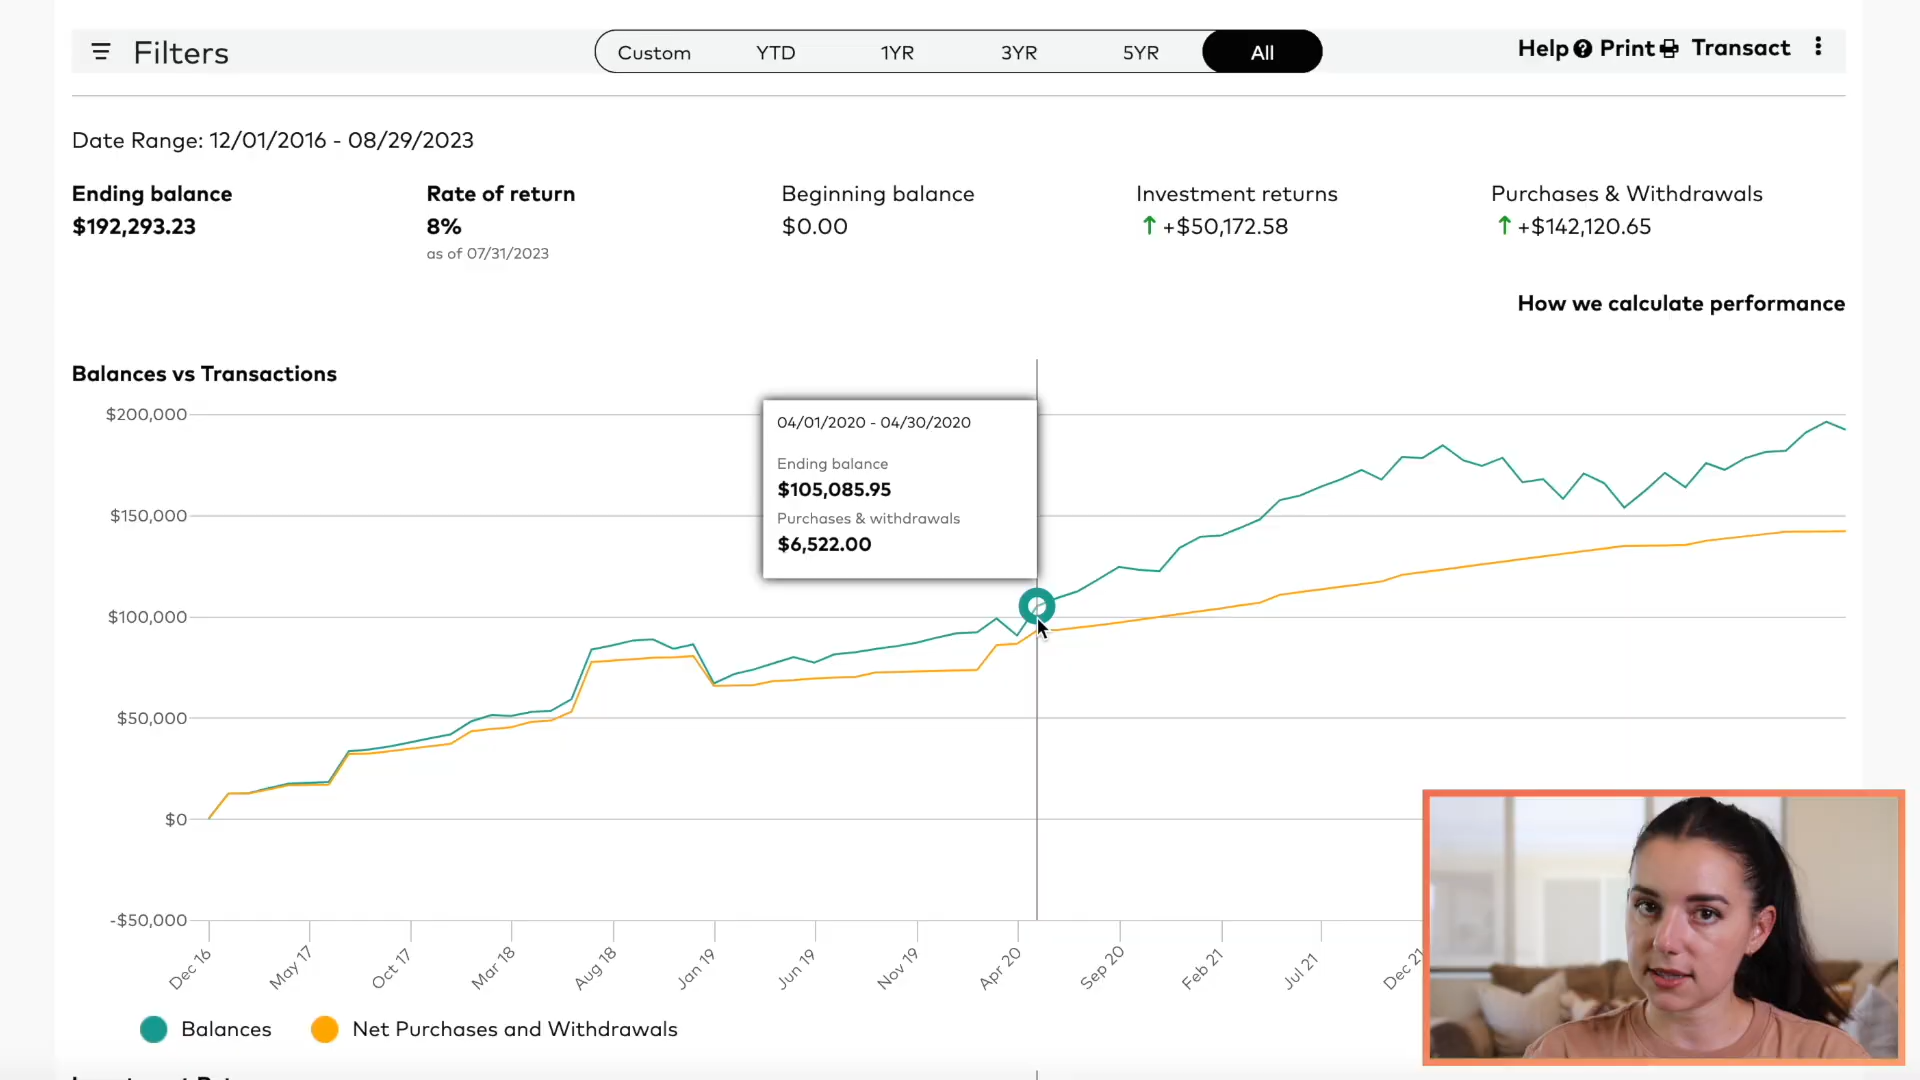 Filters
Custom YTD 1YR 3YR 5YR All
Help Print Transact
Date Range: 12/01/2016 - 08/29/2023
Ending balance
$192,293.23
Rate of return
8%
as of 07/31/2023
Beginning balance
$0.00
Investment returns
+$50,172.58
Purchases & Withdrawals
+$142,120.65
How we calculate performance
Balances vs Transactions
$200,000
$150,000
$100,000
$50,000
$0
-$50,000
04/01/2020 - 04/30/2020
Ending balance
$105,085.95
Purchases & withdrawals
$6,522.00
Dec 16
May 17
Oct 17
Mar 18
Aug 18
Jan 19
Jun 19
Nov 19
Apr 20
Sep 20
Feb 21
Jul 21
Dec 21
Balances
Net Purchases and Withdrawals